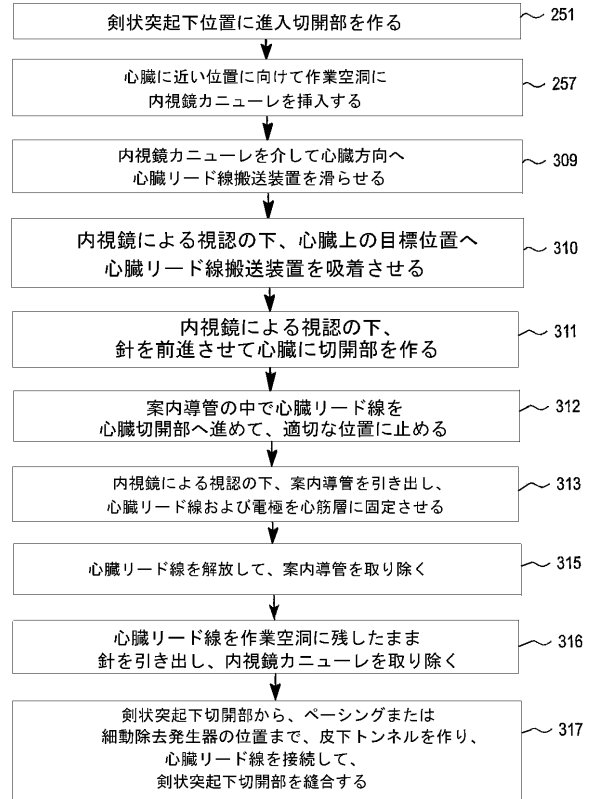 剣状突起下位置に進入切開部を作る
251
心臓に近い位置に向けて作業空洞に
内視鏡カニューレを挿入する
257
内視鏡カニューレを介して心臓方向へ
心臓リード線搬送装置を滑らせる
309
内視鏡による視認の下、心臓上の目標位置へ
心臓リード線搬送装置を吸着させる
310
内視鏡による視認の下、
針を前進させて心臓に切開部を作る
311
案内導管の中で心臓リード線を
心臓切開部へ進めて、適切な位置に止める
312
内視鏡による視認の下、案内導管を引き出し、
心臓リード線および電極を心筋層に固定させる
313
心臓リード線を解放して、案内導管を取り除く
315
心臓リード線を作業空洞に残したまま
針を引き出し、内視鏡カニューレを取り除く
316
剣状突起下切開部から、ペーシングまたは
細動除去発生器の位置まで、皮下トンネルを作り、
心臓リード線を接続して、
剣状突起下切開部を縫合する
317